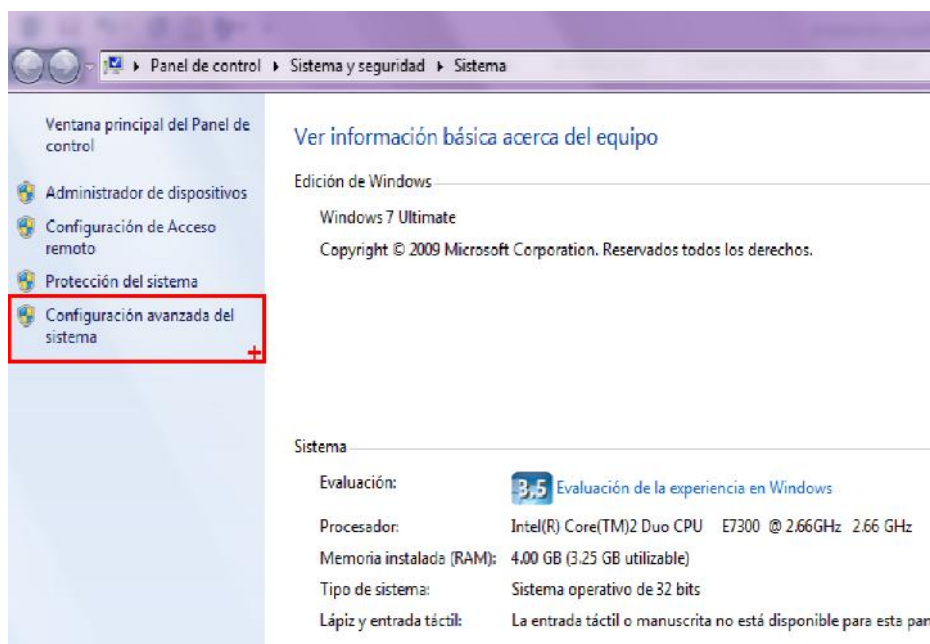 Panel de control ▸ Sistema y seguridad ▸ Sistema
Ventana principal del Panel de
control
Administrador de dispositivos
Configuración de Acceso
remoto
Protección del sistema
Configuración avanzada del
sistema
Ver información básica acerca del equipo
Edición de Windows
Windows 7 Ultimate
Copyright © 2009 Microsoft Corporation. Reservados todos los derechos.
Sistema
Evaluación:
3,5 Evaluación de la experiencia en Windows
Procesador: Intel(R) Core(TM)2 Duo CPU E7300 @ 2.66GHz 2.66 GHz
Memoria instalada (RAM): 4.00 GB (3.25 GB utilizable)
Tipo de sistema: Sistema operativo de 32 bits
Lápiz y entrada táctil: La entrada táctil o manuscrita no está disponible para esta pan